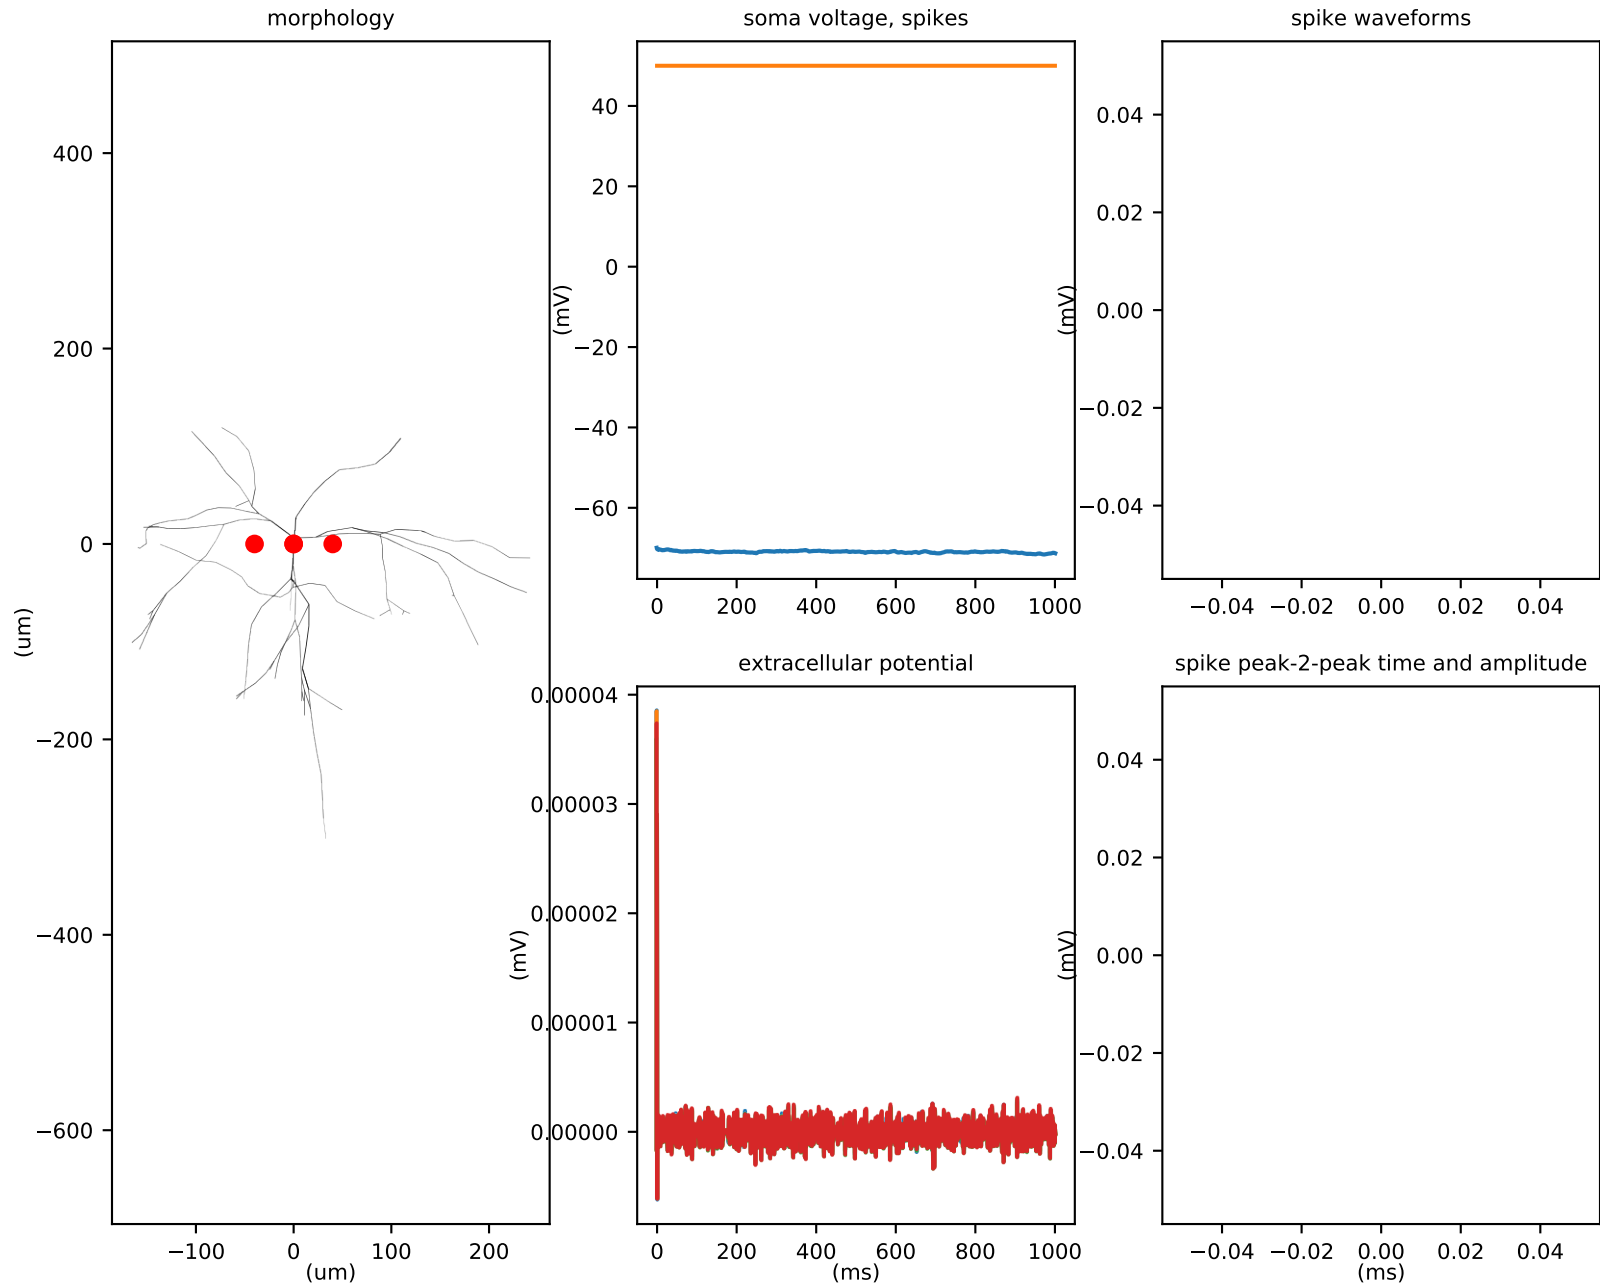 morphology
400
200
0
−200
−400
−600
(um)
−100 0 100 200
(um)
soma voltage, spikes
40
20
0
−20
−40
−60
(mV)
0 200 400 600 800 1000
spike waveforms
0.04
0.02
0.00
−0.02
−0.04
(mV)
−0.04 −0.02 0.00 0.02 0.04
extracellular potential
0.00004
0.00003
0.00002
0.00001
0.00000
(mV)
0 200 400 600 800 1000
(ms)
spike peak-2-peak time and amplitude
0.04
0.02
0.00
−0.02
−0.04
(mV)
−0.04 −0.02 0.00 0.02 0.04
(ms)